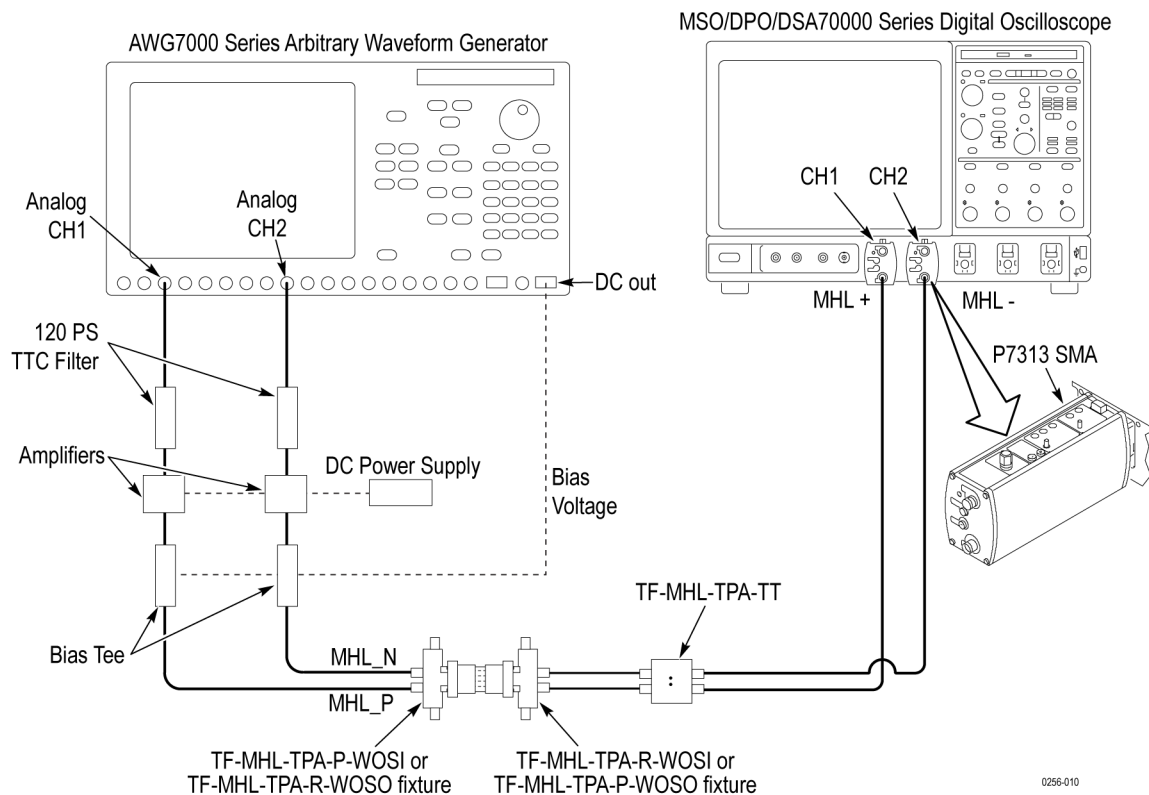 MSO/DPO/DSA70000 Series Digital Oscilloscope
AWG7000 Series Arbitrary Waveform Generator
Analog
CH1
Analog
CH2
CH1
CH2
DC out
MHL +
MHL -
120 PS
TTC Filter
P7313 SMA
Amplifiers
DC Power Supply
Bias
Voltage
TF-MHL-TPA-TT
Bias Tee
MHL_N
MHL_P
TF-MHL-TPA-P-WOSI or
TF-MHL-TPA-R-WOSO fixture
TF-MHL-TPA-R-WOSI or
TF-MHL-TPA-P-WOSO fixture
0256-010